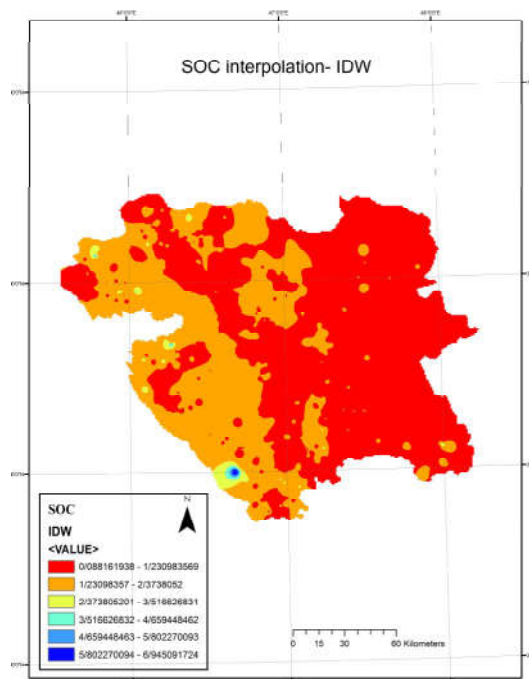 SOC interpolation- IDW
N
SOC
IDW
<VALUE>
0/088161938 - 1/230983569
1/23098357 - 2/3738052
2/373805201 - 3/516626831
3/516626832 - 4/659448462
4/659448463 - 5/802270093
5/802270094 - 6/945091724
0 15 30 60 Kilometers